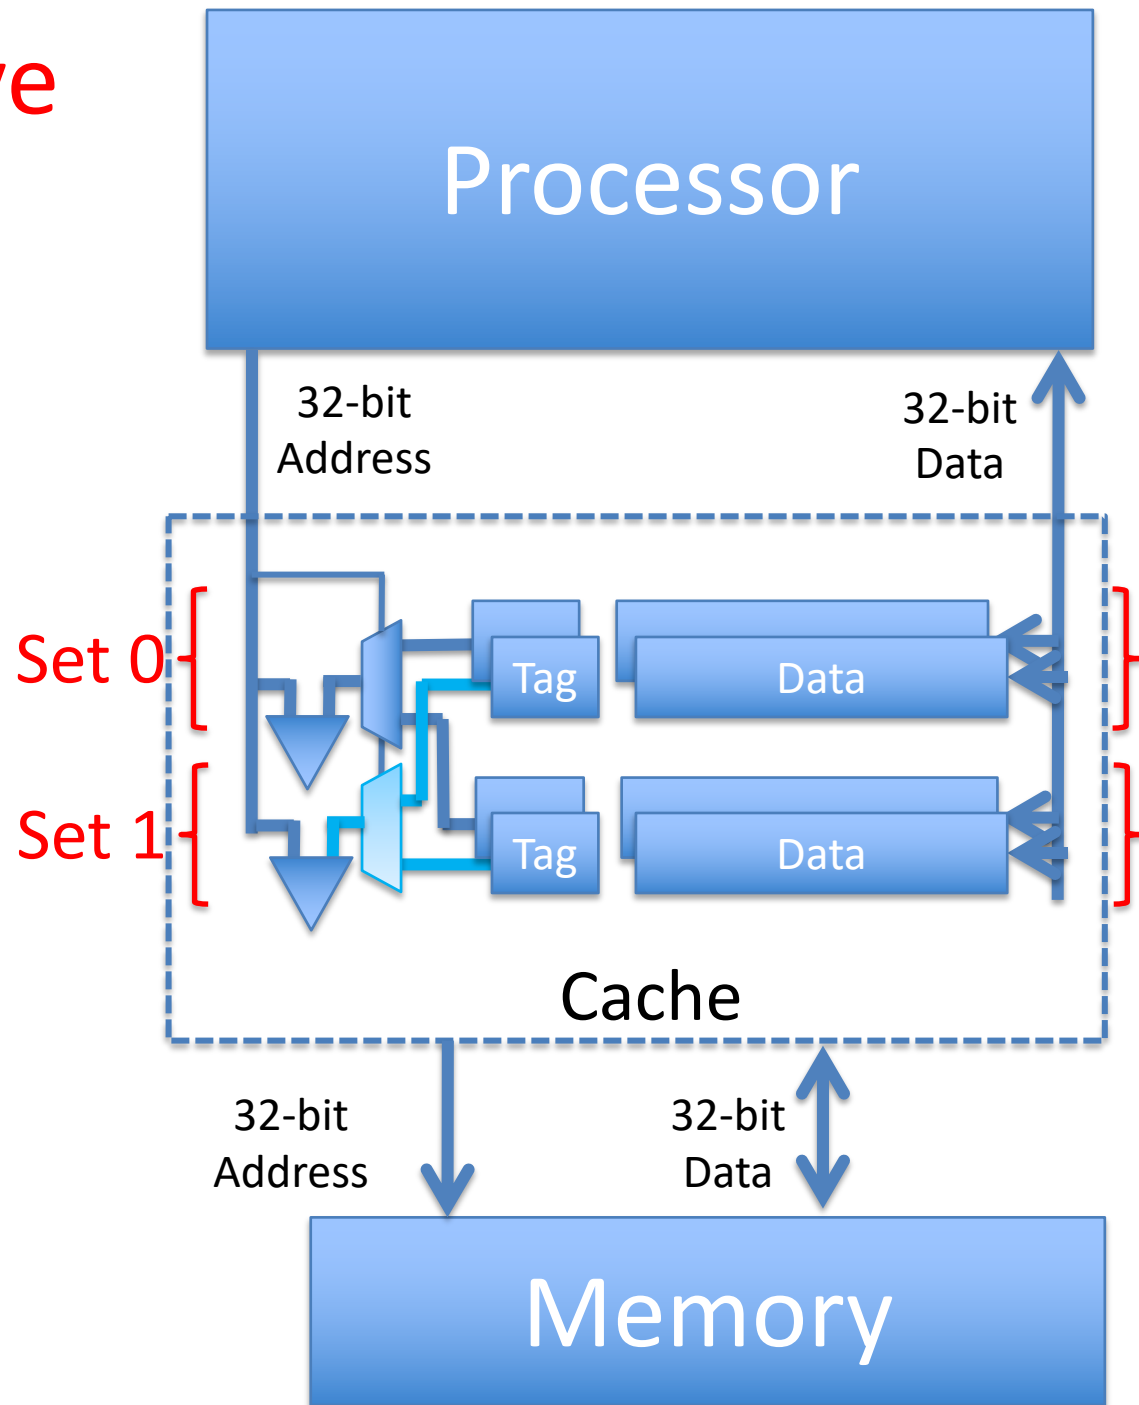 ve
Processor
32-bit
Address
32-bit
Data
Set 0
Tag
Data
Set 1
Tag
Data
Cache
32-bit
Address
32-bit
Data
Memory